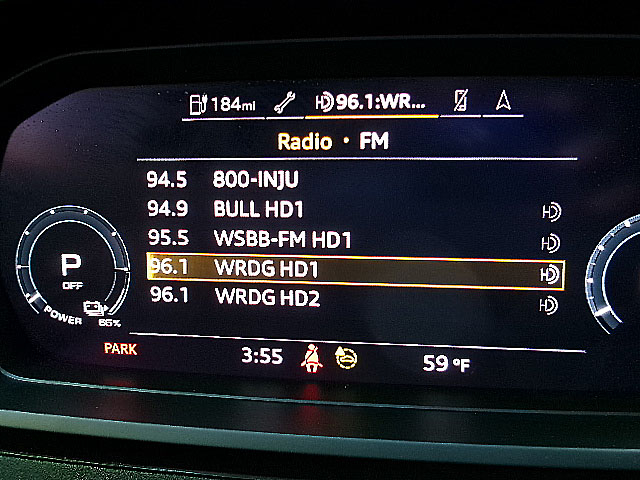 184mi 96.1:WR...
Radio • FM
94.5 800-INJU
94.9 BULL HD1
95.5 WSBB-FM HD1
96.1 WRDG HD1
96.1 WRDG HD2
P
OFF
POWER 65%
PARK 3:55 59 °F